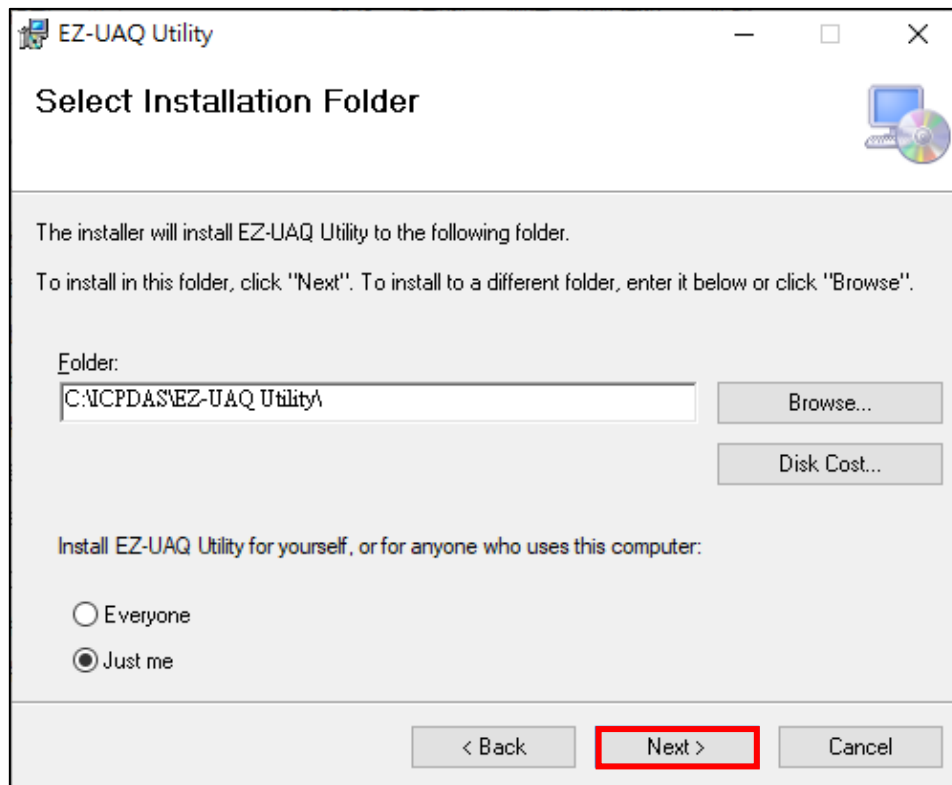 EZ-UAQ Utility
Select Installation Folder
The installer will install EZ-UAQ Utility to the following folder.
To install in this folder, click "Next". To install to a different folder, enter it below or click "Browse".
Folder:
C:\ICPDAS\EZ-UAQ Utility\
Browse...
Disk Cost...
Install EZ-UAQ Utility for yourself, or for anyone who uses this computer:
Everyone
Just me
< Back
Next >
Cancel